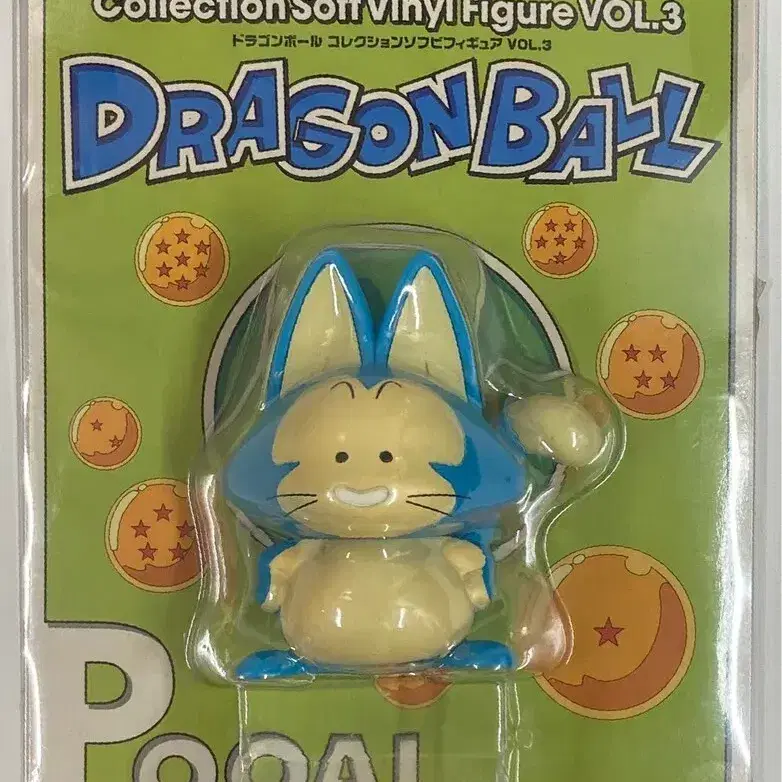 Collection Soft Vinyl Figure VOL.3
ドラゴンボール コレクションソフビフィギュア VOL.3
DRAGONBALL
POOAL